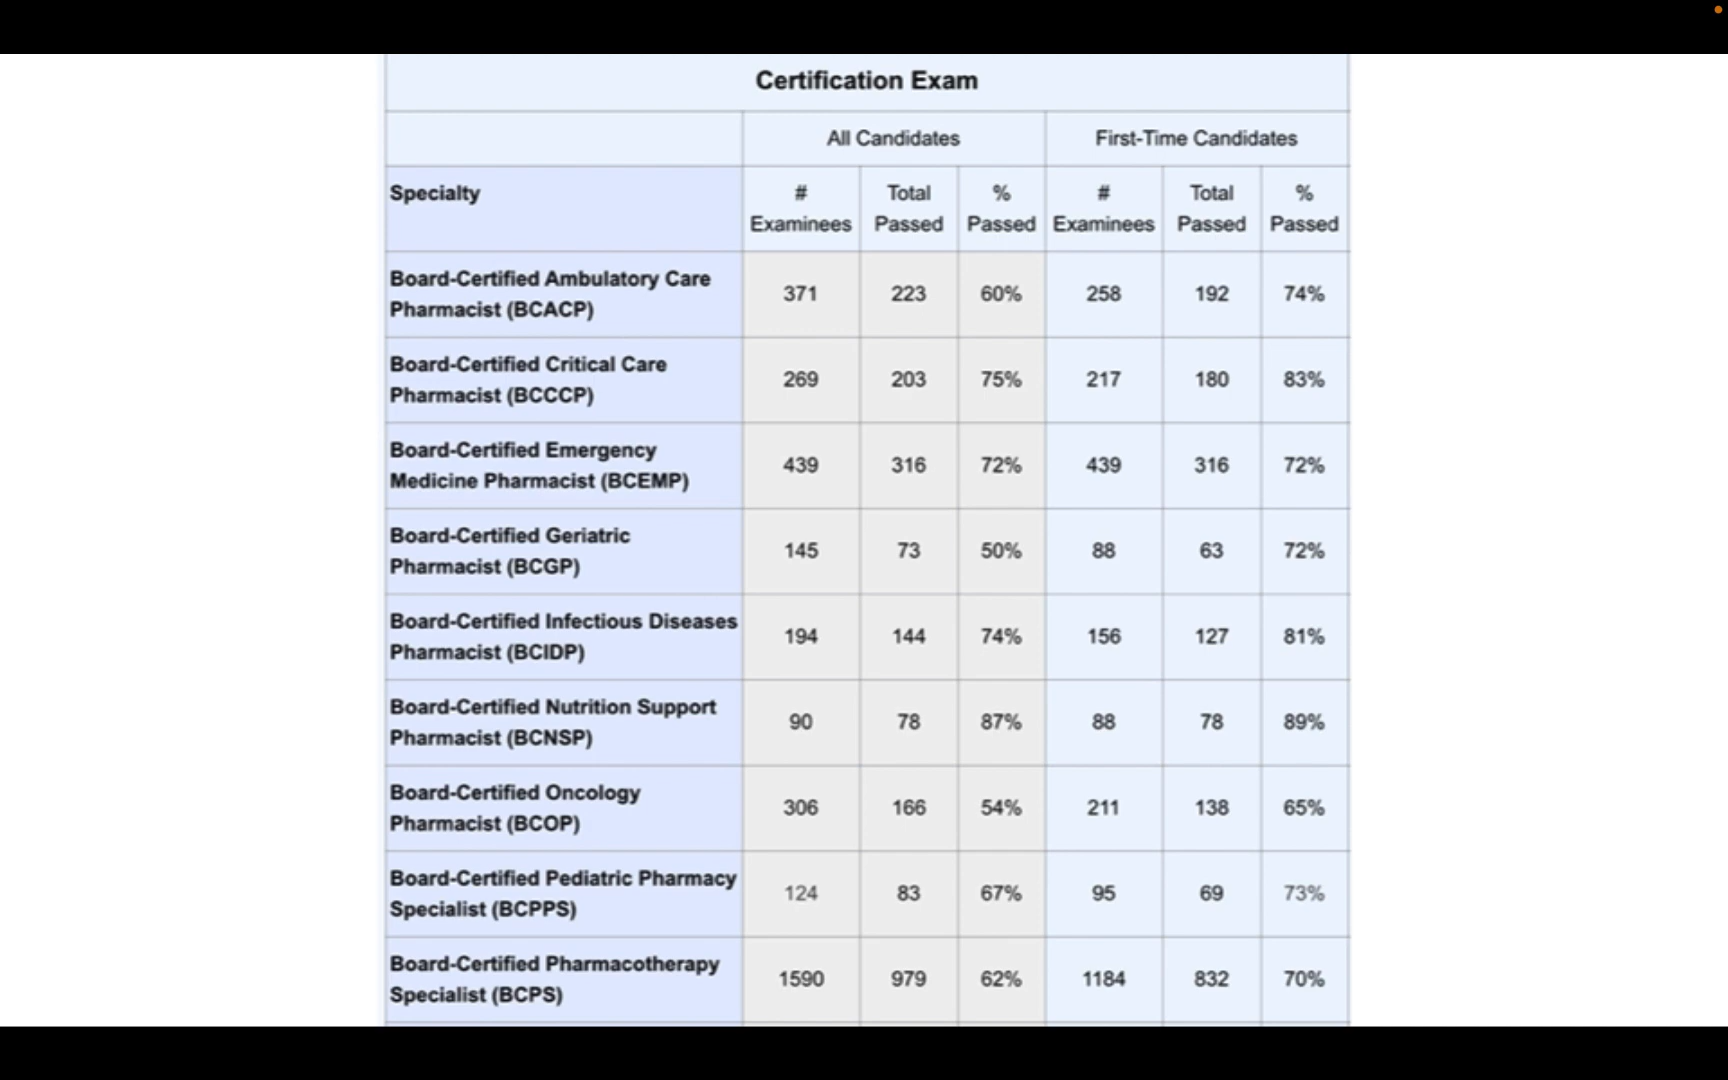 Certification Exam
All Candidates First-Time Candidates
Specialty # Examinees Total Passed % Passed # Examinees Total Passed % Passed
Board-Certified Ambulatory Care
Pharmacist (BCACP) 371 223 60% 258 192 74%
Board-Certified Critical Care
Pharmacist (BCCCP) 269 203 75% 217 180 83%
Board-Certified Emergency
Medicine Pharmacist (BCEMP) 439 316 72% 439 316 72%
Board-Certified Geriatric
Pharmacist (BCGP) 145 73 50% 88 63 72%
Board-Certified Infectious Diseases
Pharmacist (BCIDP) 194 144 74% 156 127 81%
Board-Certified Nutrition Support
Pharmacist (BCNSP) 90 78 87% 88 78 89%
Board-Certified Oncology
Pharmacist (BCOP) 306 166 54% 211 138 65%
Board-Certified Pediatric Pharmacy
Specialist (BCPPS) 124 83 67% 95 69 73%
Board-Certified Pharmacotherapy
Specialist (BCPS) 1590 979 62% 1184 832 70%